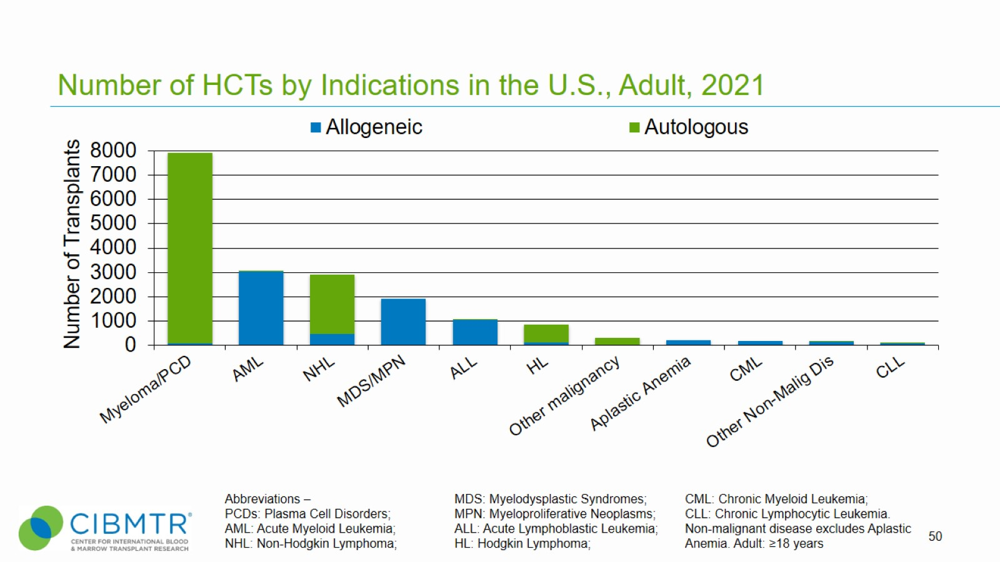 Number of HCTs by Indications in the U.S., Adult, 2021
Allogeneic
Autologous
Number of Transplants
8000
7000
6000
5000
4000
3000
2000
1000
0
Myeloma/PCD
AML
NHL
MDS/MPN
ALL
HL
Other malignancy
Aplastic Anemia
CML
Other Non-Malig Dis
CLL
CIBMTR®
CENTER FOR INTERNATIONAL BLOOD
& MARROW TRANSPLANT RESEARCH
Abbreviations –
PCDs: Plasma Cell Disorders;
AML: Acute Myeloid Leukemia;
NHL: Non-Hodgkin Lymphoma;
MDS: Myelodysplastic Syndromes;
MPN: Myeloproliferative Neoplasms;
ALL: Acute Lymphoblastic Leukemia;
HL: Hodgkin Lymphoma;
CML: Chronic Myeloid Leukemia;
CLL: Chronic Lymphocytic Leukemia.
Non-malignant disease excludes Aplastic
Anemia. Adult: ≥18 years
50